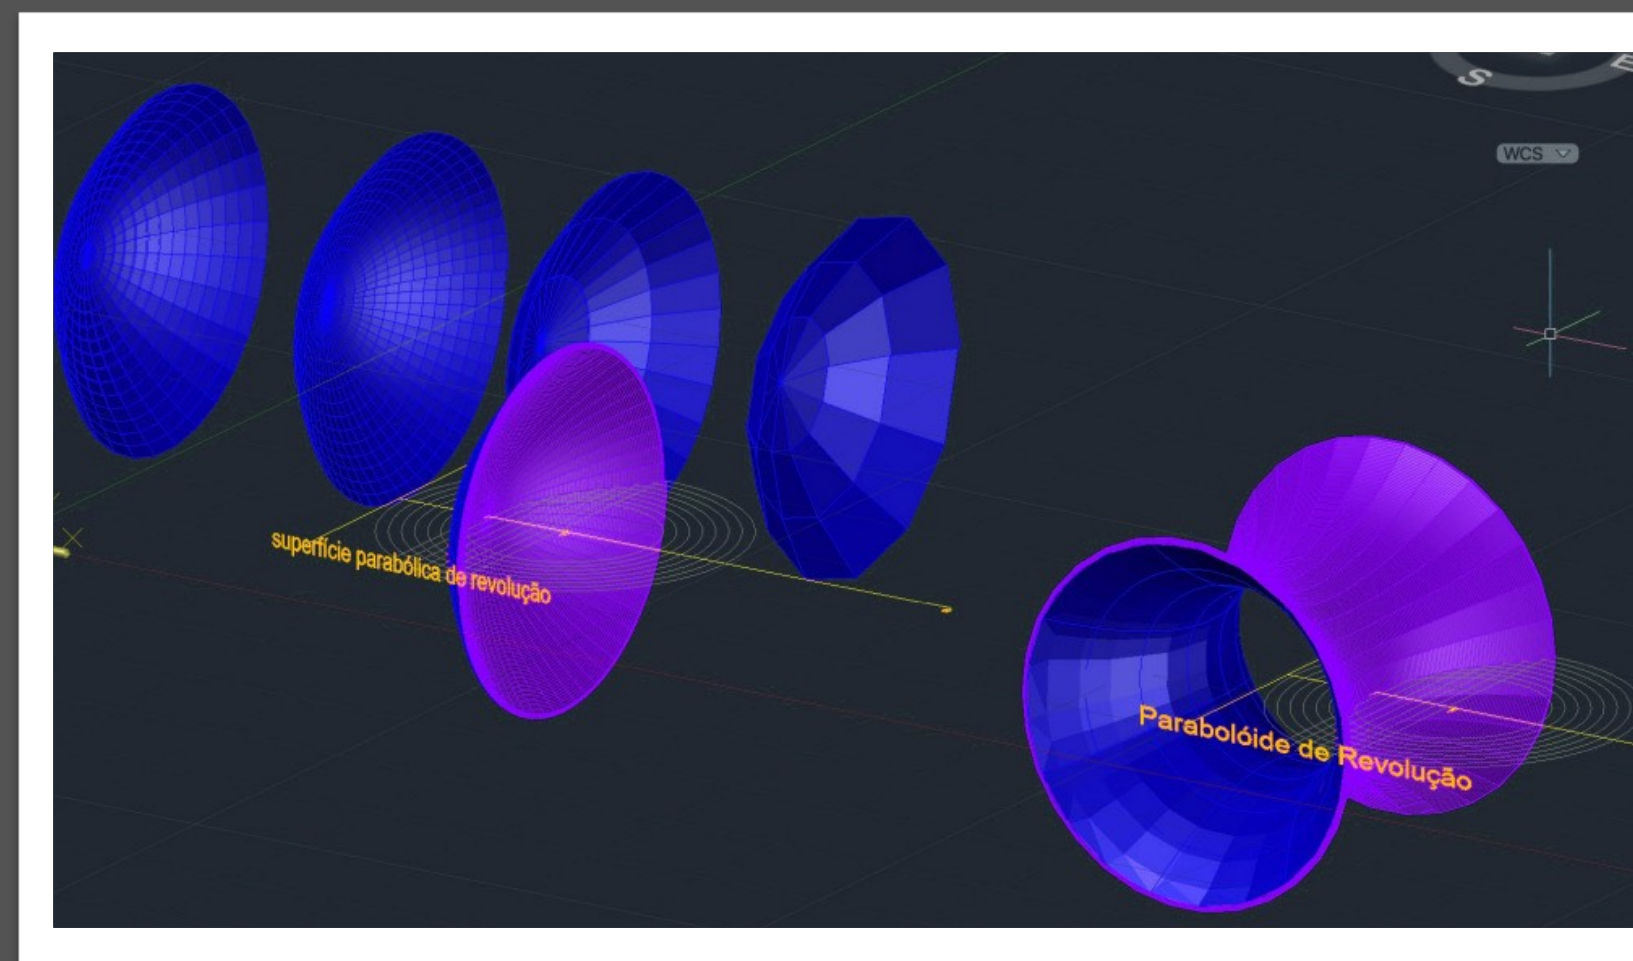 S
E
WCS
superfície parabólica de revolução
Parabolóide de Revolução